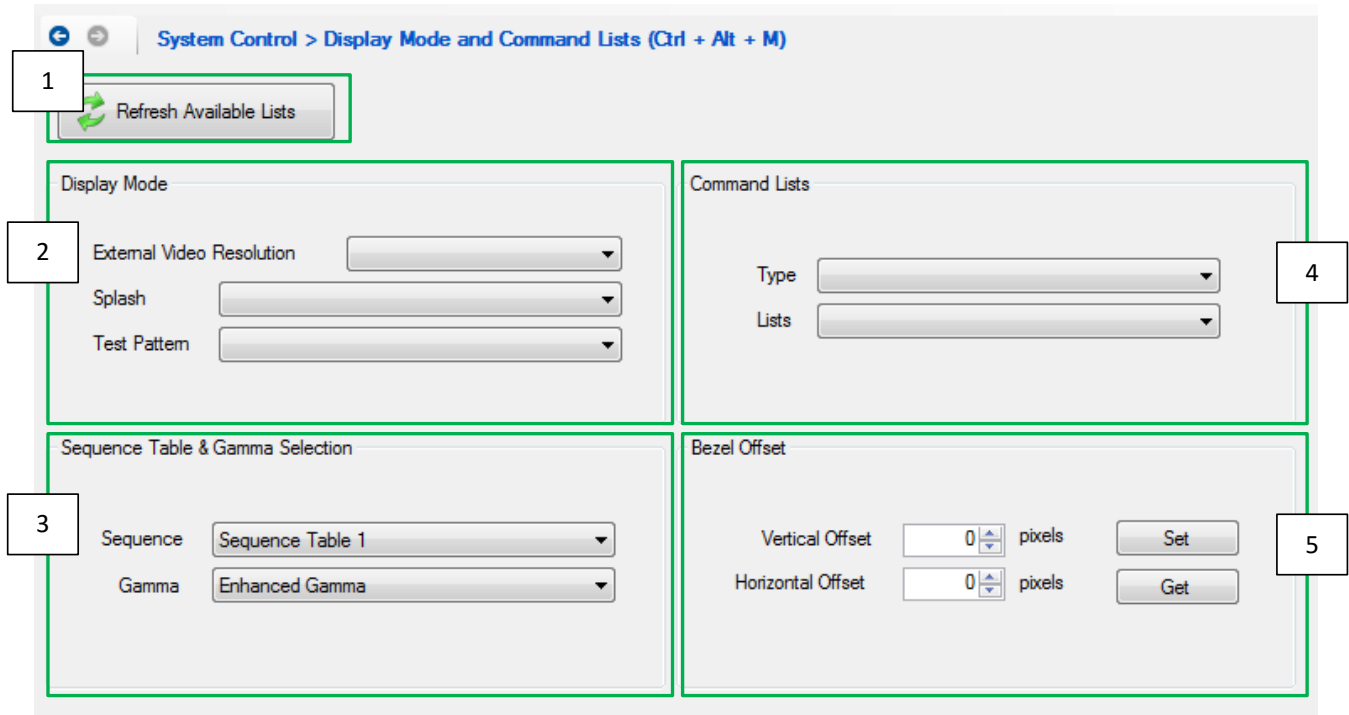 System Control > Display Mode and Command Lists (Ctrl + Alt + M)
1
Refresh Available Lists
Display Mode
2
External Video Resolution
Splash
Test Pattern
Command Lists
4
Type
Lists
Sequence Table & Gamma Selection
3
Sequence Sequence Table 1
Gamma Enhanced Gamma
Bezel Offset
5
Vertical Offset 0 pixels Set
Horizontal Offset 0 pixels Get